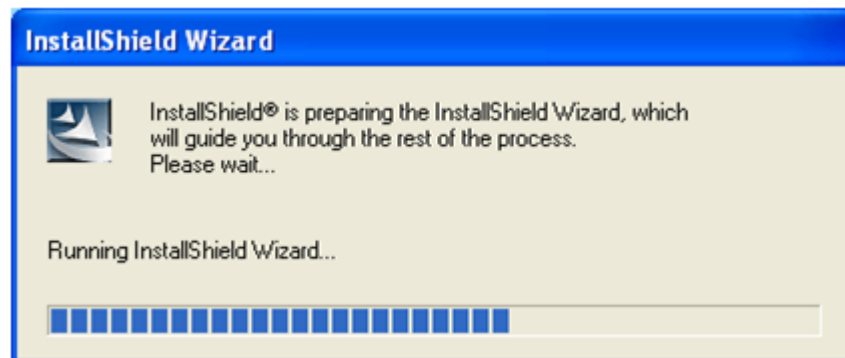 InstallShield Wizard
InstallShield® is preparing the InstallShield Wizard, which
will guide you through the rest of the process.
Please wait...
Running InstallShield Wizard...